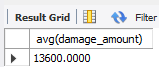 Result Grid Filter
avg(damage_amount)
13600.0000